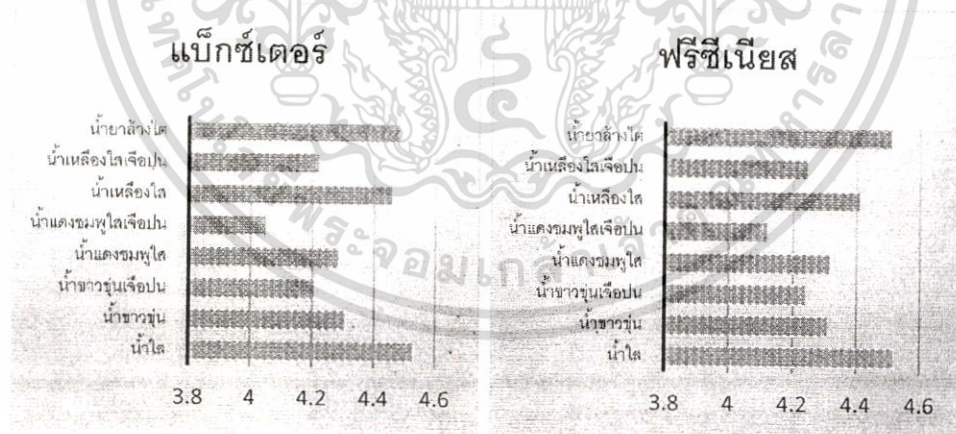 แบ็กซ์เตอร์
น้ำยาล้างไต
น้ำเหลืองใสเจือปน
น้ำเหลืองใส
น้ำแดงชมพูใสเจือปน
น้ำแดงชมพูใส
น้ำขาวขุ่นเจือปน
น้ำขาวขุ่น
น้ำใส
3.8 4 4.2 4.4 4.6
ฟรีซีเนียส
น้ำยาล้างไต
น้ำเหลืองใสเจือปน
น้ำเหลืองใส
น้ำแดงชมพูใสเจือปน
น้ำแดงชมพูใส
น้ำขาวขุ่นเจือปน
น้ำขาวขุ่น
น้ำใส
3.8 4 4.2 4.4 4.6